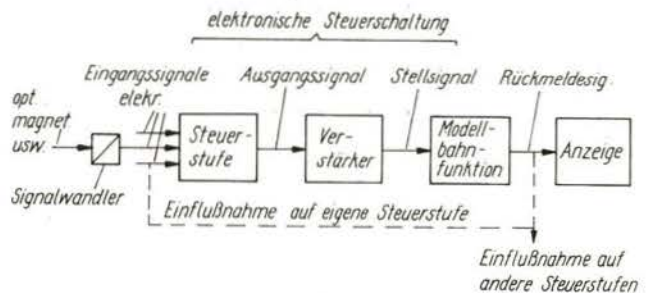 elektronische Steuerschaltung
Eingangssignale
elekr.
Ausgangssignal
Stellsignal
Rückmeldesig.
opt
magnet
usw.
Steuer-
stufe
Ver-
stärker
Modell-
bahn-
funktion
Anzeige
Signalwandler
Einflußnahme auf eigene Steuerstufe
Einflußnahme auf
andere Steuerstufen